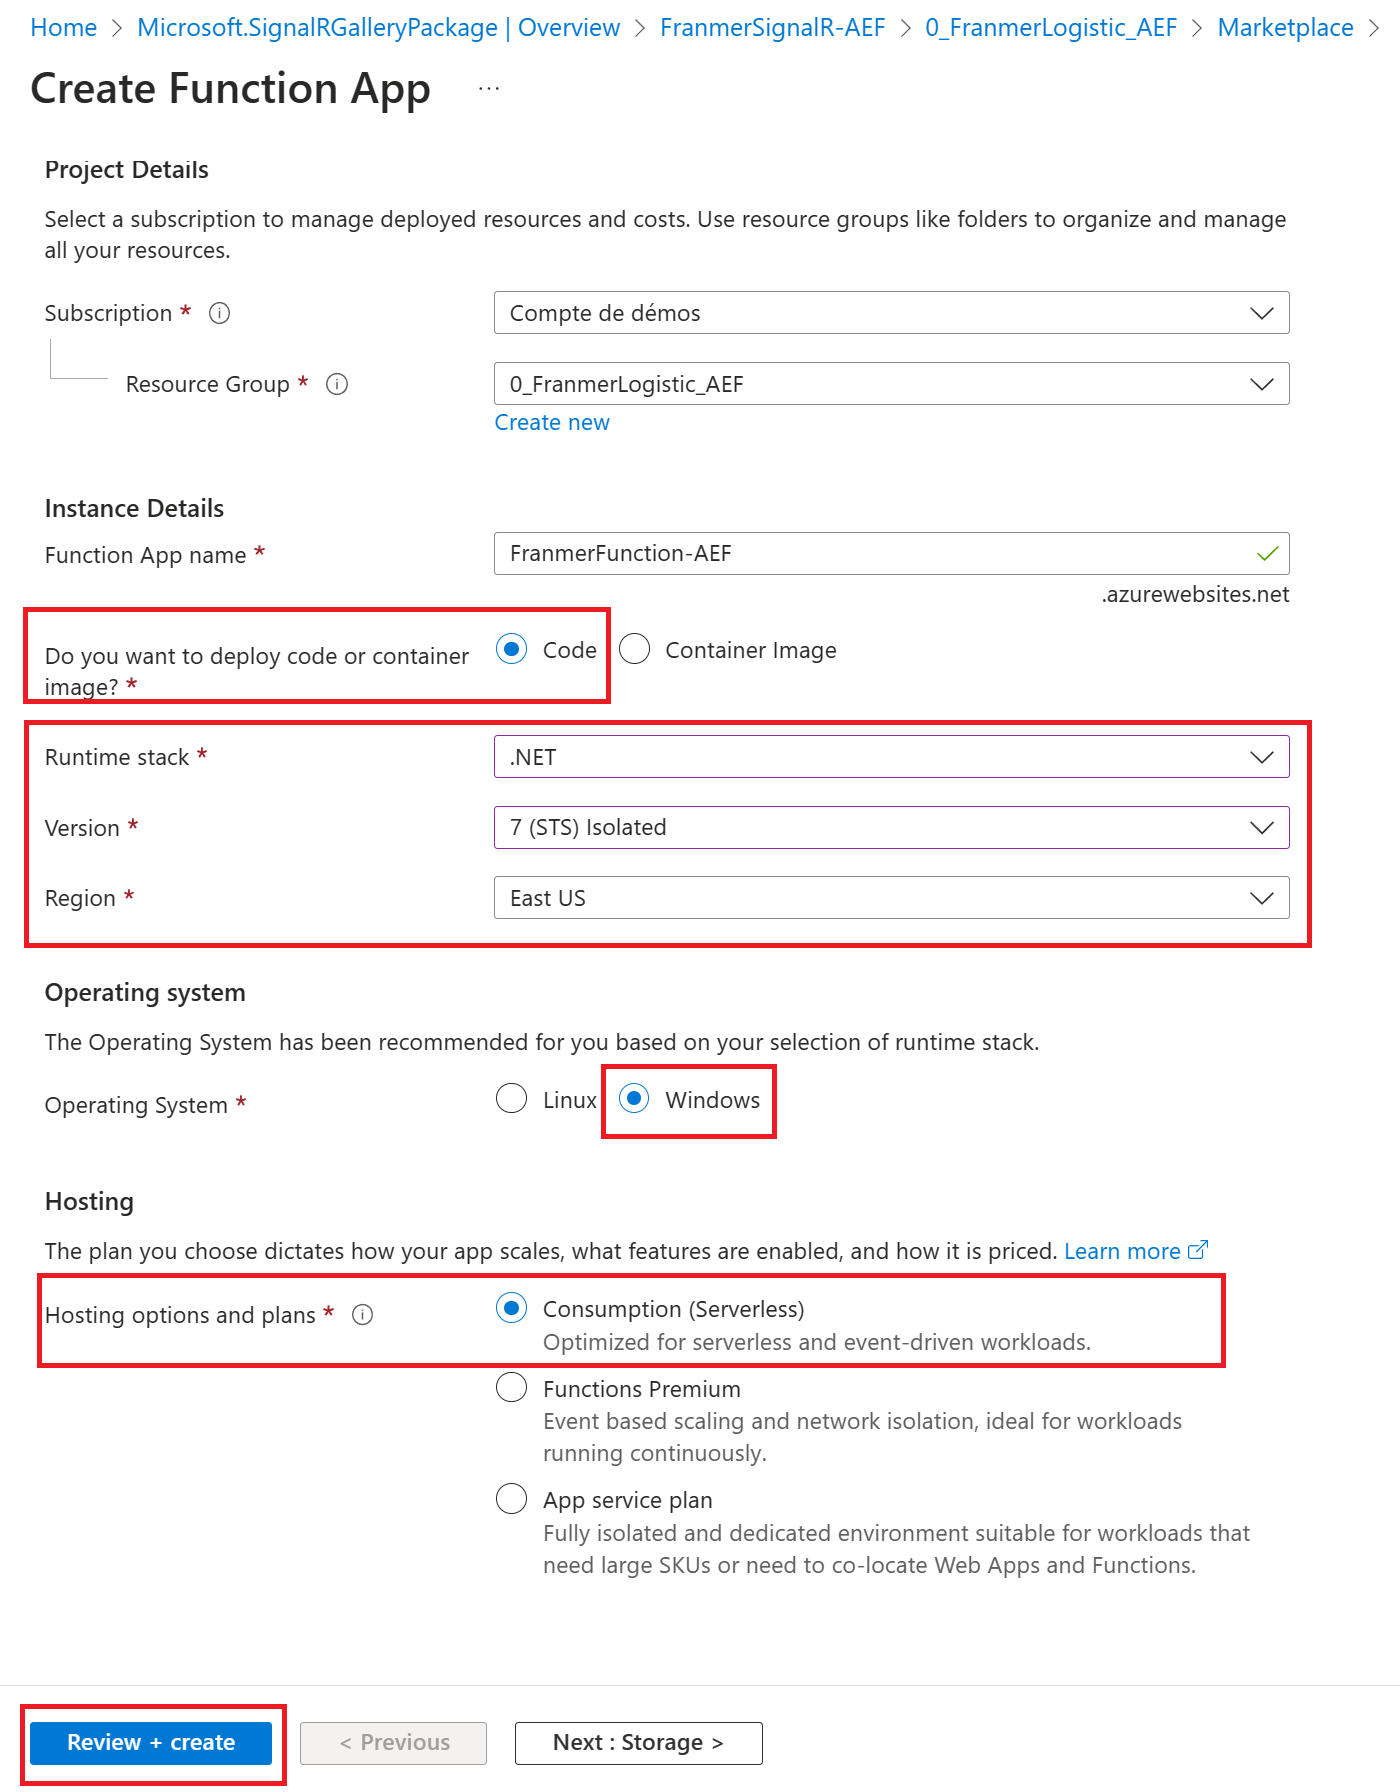 Home > Microsoft.SignalRGalleryPackage | Overview > FranmerSignalR-AEF > 0_FranmerLogistic_AEF > Marketplace >
Create Function App ...
Project Details
Select a subscription to manage deployed resources and costs. Use resource groups like folders to organize and manage
all your resources.
Subscription *
Compte de démos
Resource Group *
0_FranmerLogistic_AEF
Create new
Instance Details
Function App name *
FranmerFunction-AEF
.azurewebsites.net
Do you want to deploy code or container
image? *
Code
Container Image
Runtime stack *
.NET
Version *
7 (STS) Isolated
Region *
East US
Operating system
The Operating System has been recommended for you based on your selection of runtime stack.
Operating System *
Linux
Windows
Hosting
The plan you choose dictates how your app scales, what features are enabled, and how it is priced. Learn more
Hosting options and plans *
Consumption (Serverless)
Optimized for serverless and event-driven workloads.
Functions Premium
Event based scaling and network isolation, ideal for workloads
running continuously.
App service plan
Fully isolated and dedicated environment suitable for workloads that
need large SKUs or need to co-locate Web Apps and Functions.
Review + create
< Previous
Next : Storage >